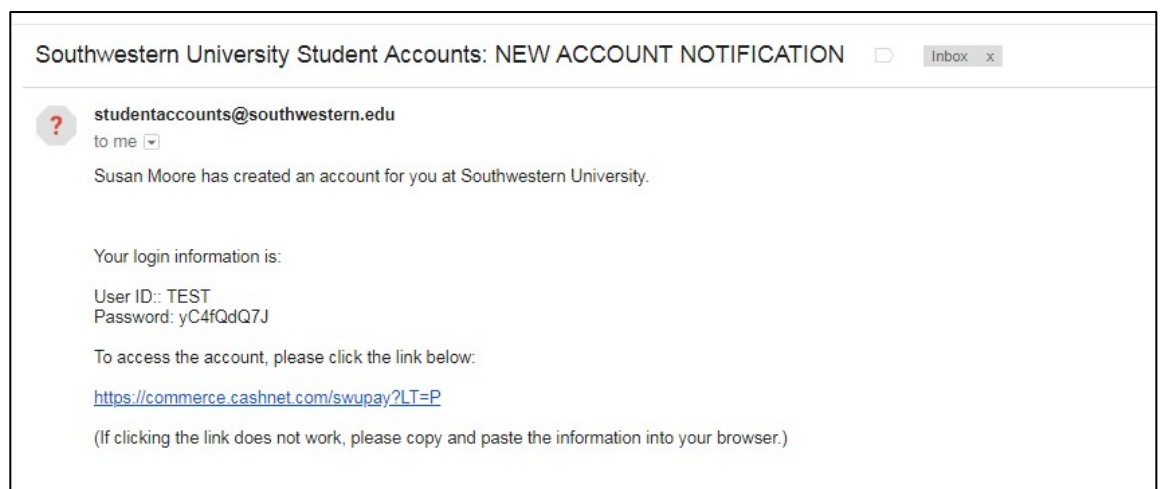 Southwestern University Student Accounts: NEW ACCOUNT NOTIFICATION Inbox x
?
studentaccounts@southwestern.edu
to me
Susan Moore has created an account for you at Southwestern University.
Your login information is:
User ID:: TEST
Password: yC4fQdQ7J
To access the account, please click the link below:
https://commerce.cashnet.com/swupay?LT=P
(If clicking the link does not work, please copy and paste the information into your browser.)